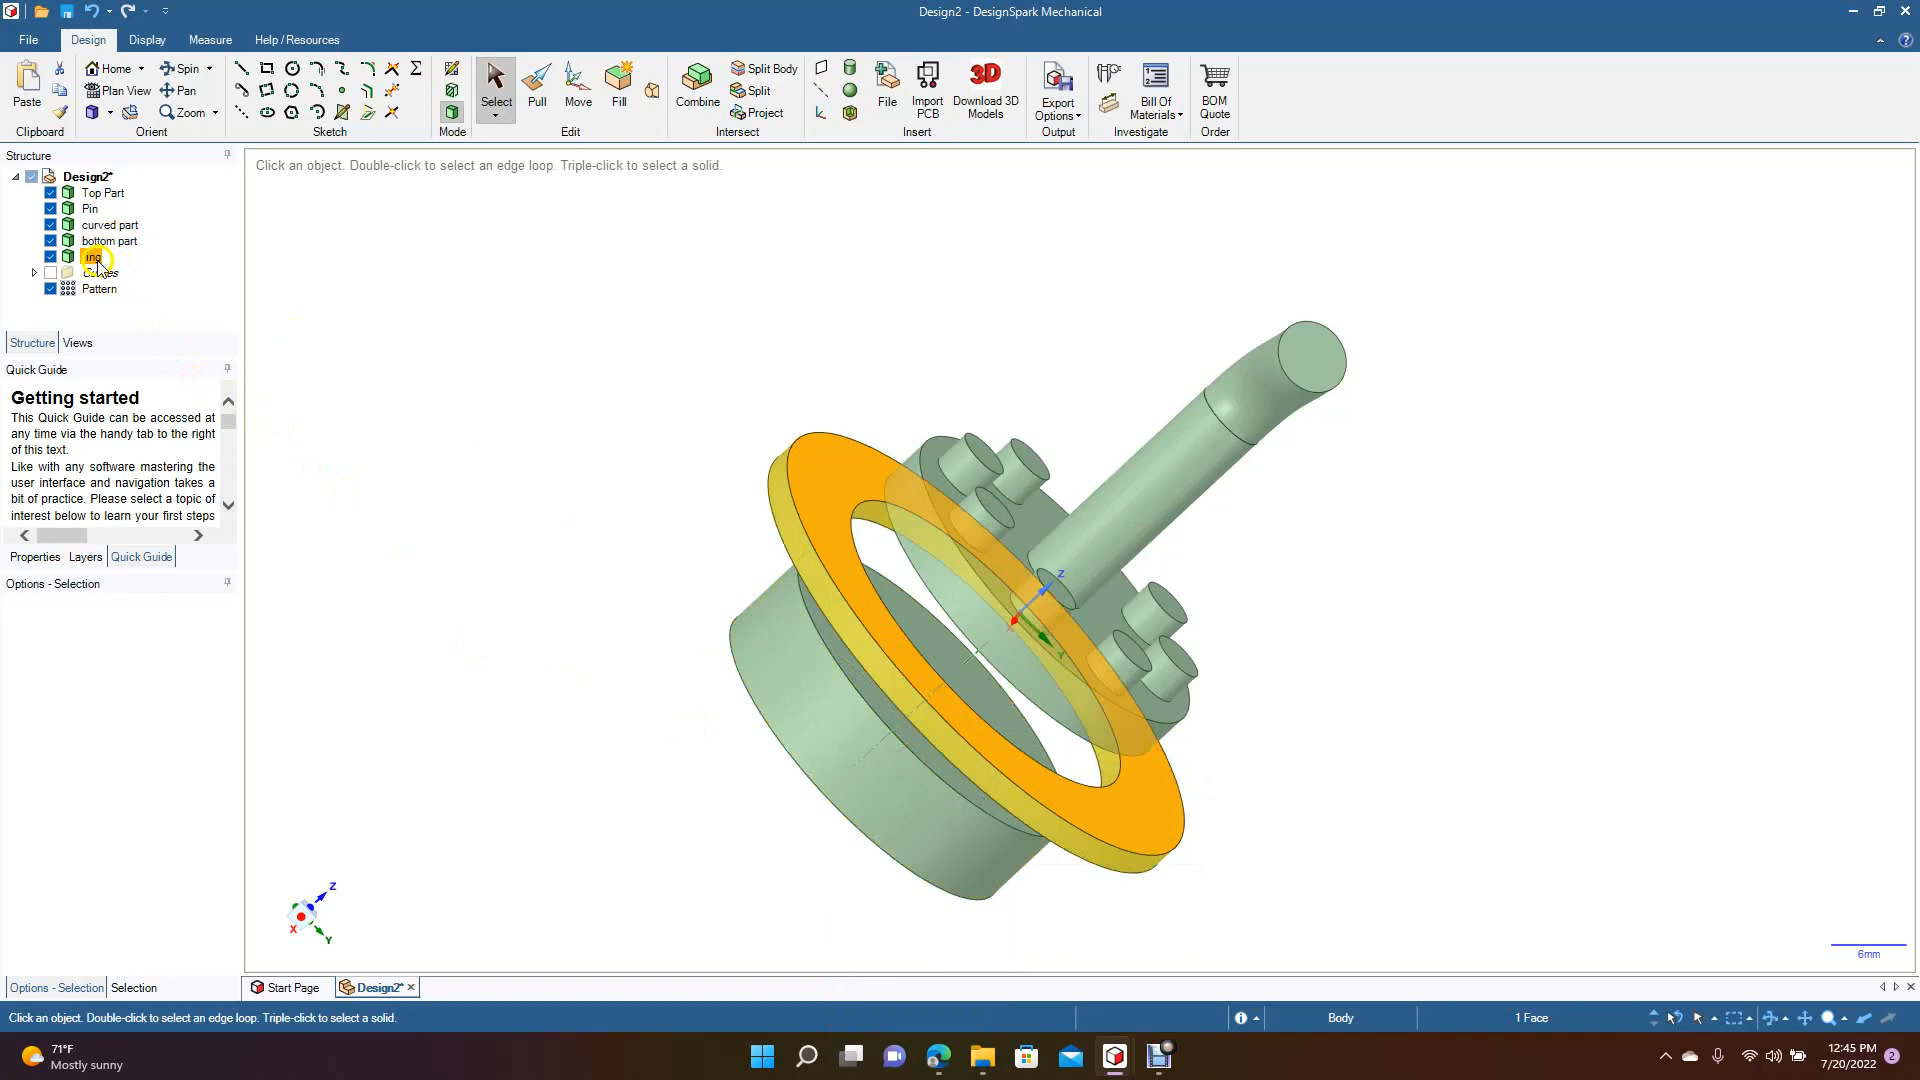 Design2 - DesignSpark Mechanical
File Design Display Measure Help / Resources
Paste
Clipboard
Home Spin
Plan View Pan
Zoom
Orient
Sketch
Mode
Select Pull Move Fill
Edit
Combine
Split Body
Split
Project
Intersect
File Import PCB Download 3D Models
Insert
Export Options
Output
Bill Of Materials
Investigate
BOM Quote
Order
Structure
Design2*
Top Part
Pin
curved part
bottom part
Pattern
Structure Views
Quick Guide
Getting started
This Quick Guide can be accessed at
any time via the handy tab to the right
of this text.
Like with any software mastering the
user interface and navigation takes a
bit of practice. Please select a topic of
interest below to learn your first steps
Properties Layers Quick Guide
Options - Selection
Options - Selection Selection
Click an object. Double-click to select an edge loop. Triple-click to select a solid.
Z
X
Y
Z
X
Y
6mm
Start Page Design2*
Click an object. Double-click to select an edge loop. Triple-click to select a solid.
Body
1 Face
71°F
Mostly sunny
12:45 PM
7/20/2022
2